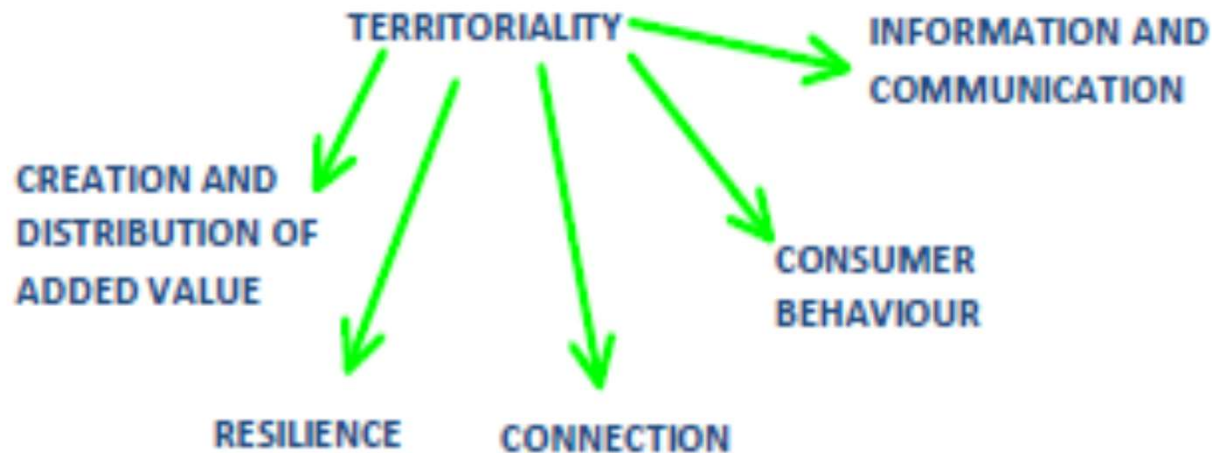 TERRITORIALITY
INFORMATION AND
COMMUNICATION
CREATION AND
DISTRIBUTION OF
ADDED VALUE
CONSUMER
BEHAVIOUR
RESILIENCE
CONNECTION